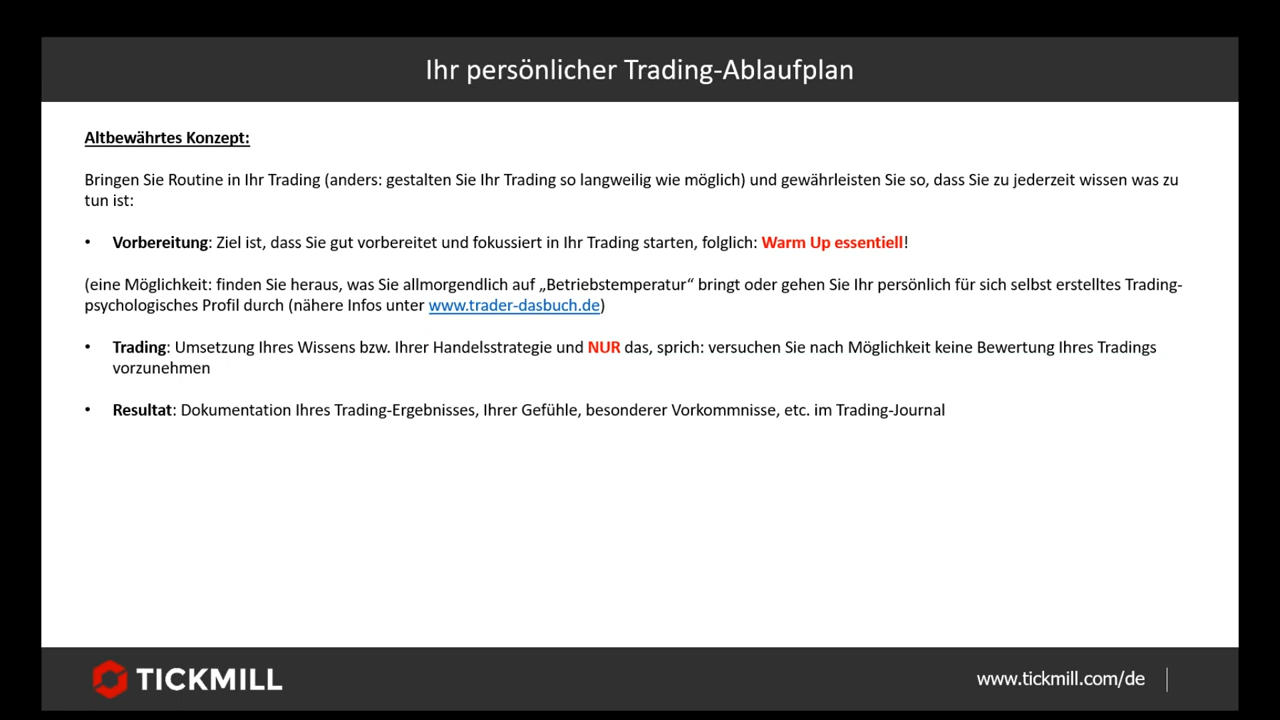 Ihr persönlicher Trading-Ablaufplan
Altbewährtes Konzept:
Bringen Sie Routine in Ihr Trading (anders: gestalten Sie Ihr Trading so langweilig wie möglich) und gewährleisten Sie so, dass Sie zu jederzeit wissen was zu
tun ist:
• Vorbereitung: Ziel ist, dass Sie gut vorbereitet und fokussiert in Ihr Trading starten, folglich: Warm Up essentiell!
(eine Möglichkeit: finden Sie heraus, was Sie allmorgendlich auf „Betriebstemperatur“ bringt oder gehen Sie Ihr persönlich für sich selbst erstelltes Trading-
psychologisches Profil durch (nähere Infos unter www.trader-dasbuch.de)
• Trading: Umsetzung Ihres Wissens bzw. Ihrer Handelsstrategie und NUR das, sprich: versuchen Sie nach Möglichkeit keine Bewertung Ihres Tradings
vorzunehmen
• Resultat: Dokumentation Ihres Trading-Ergebnisses, Ihrer Gefühle, besonderer Vorkommnisse, etc. im Trading-Journal
TICKMILL
www.tickmill.com/de